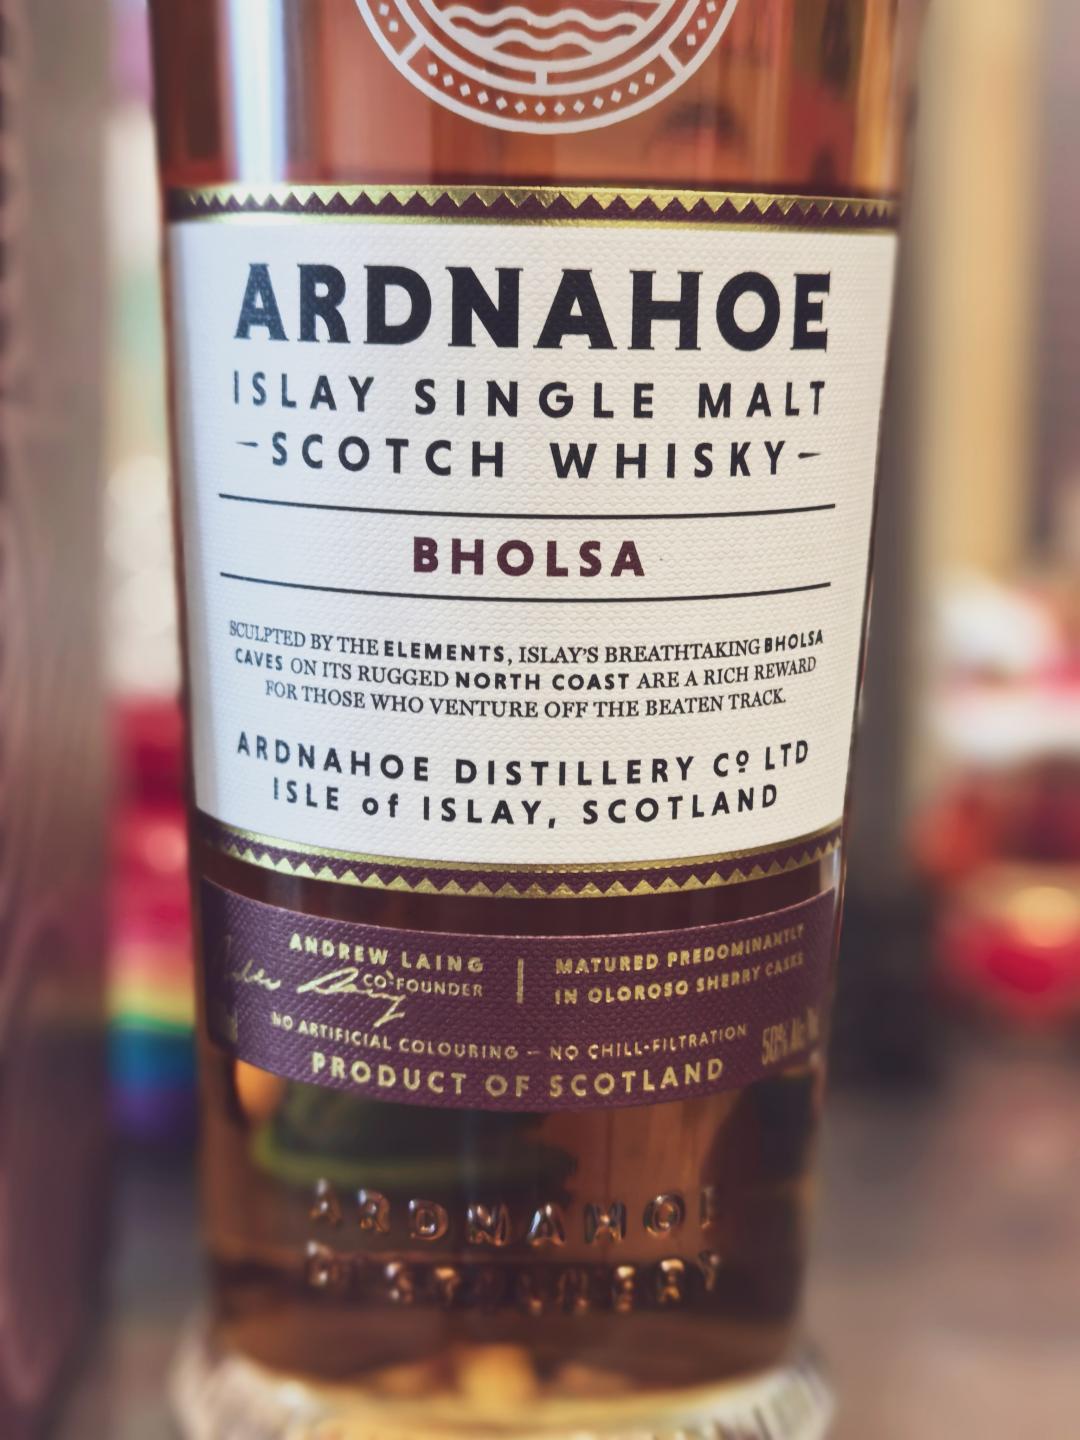 ARDNAHOE
ISLAY SINGLE MALT
–SCOTCH WHISKY–
BHOLSA
SCULPTED BY THE ELEMENTS, ISLAY'S BREATHTAKING BHOLSA
CAVES ON ITS RUGGED NORTH COAST ARE A RICH REWARD
FOR THOSE WHO VENTURE OFF THE BEATEN TRACK.
ARDNAHOE DISTILLERY Cº LTD
ISLE of ISLAY, SCOTLAND
ANDREW LAING
CO-FOUNDER
MATURED PREDOMINANTLY
IN OLOROSO SHERRY CASKS
NO ARTIFICIAL COLOURING – NO CHILL-FILTRATION
50% Alc
PRODUCT OF SCOTLAND
ARDNAHOE
DISTILLERY